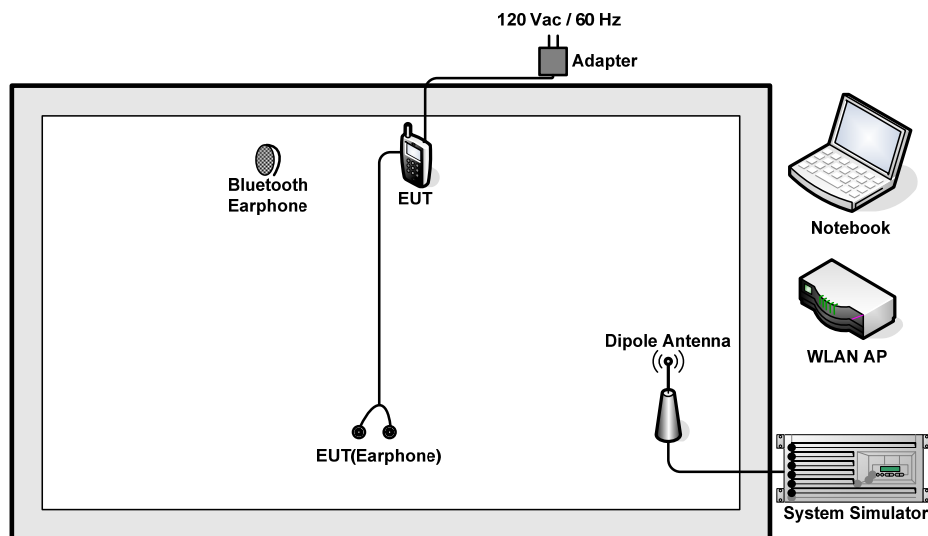 120 Vac / 60 Hz
Adapter
Bluetooth
Earphone
EUT
Notebook
Dipole Antenna
WLAN AP
EUT(Earphone)
System Simulator